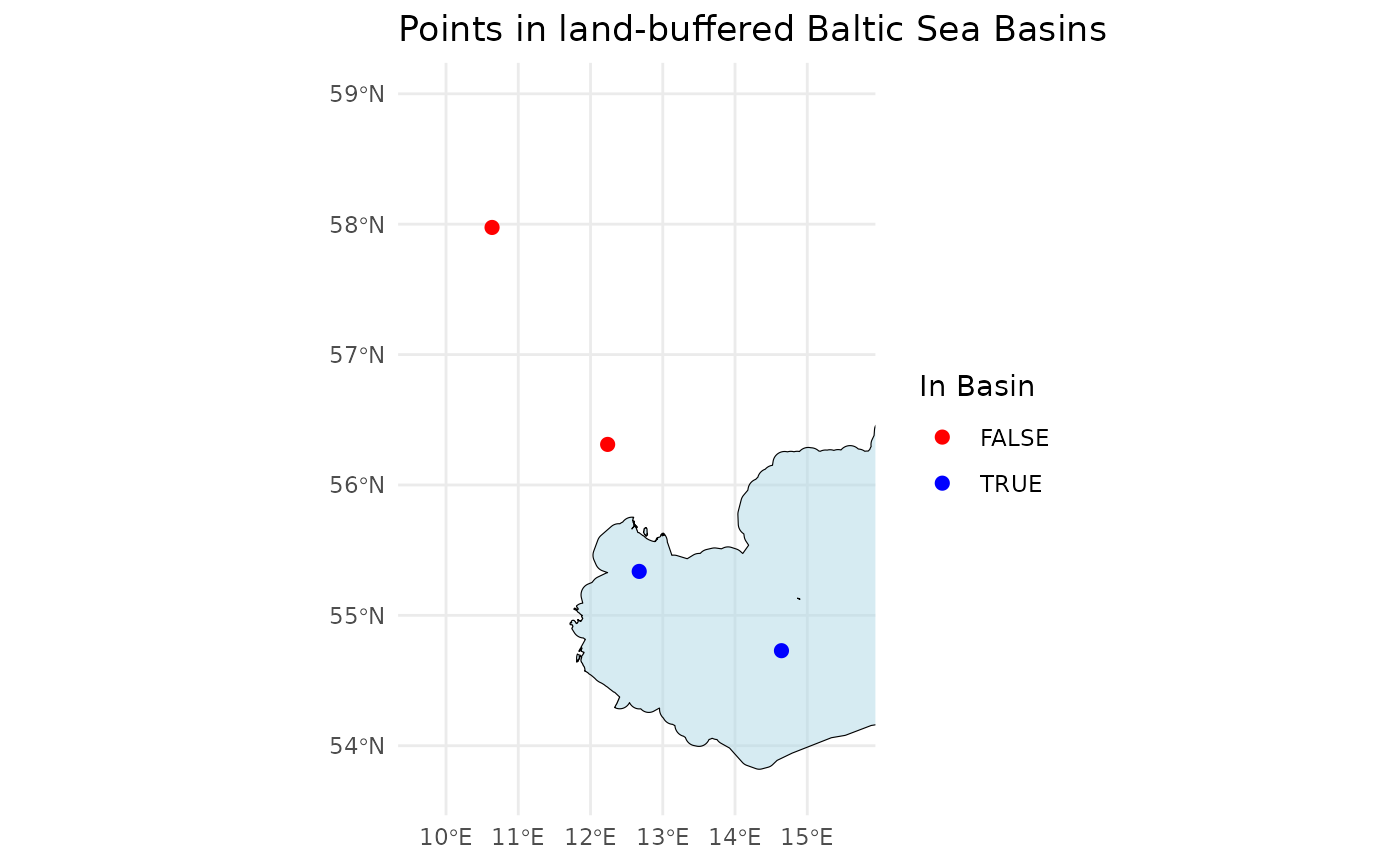 Points in land-buffered Baltic Sea Basins
59°N
58°N
57°N
56°N
55°N
54°N
10°E 11°E 12°E 13°E 14°E 15°E
In Basin
FALSE
TRUE